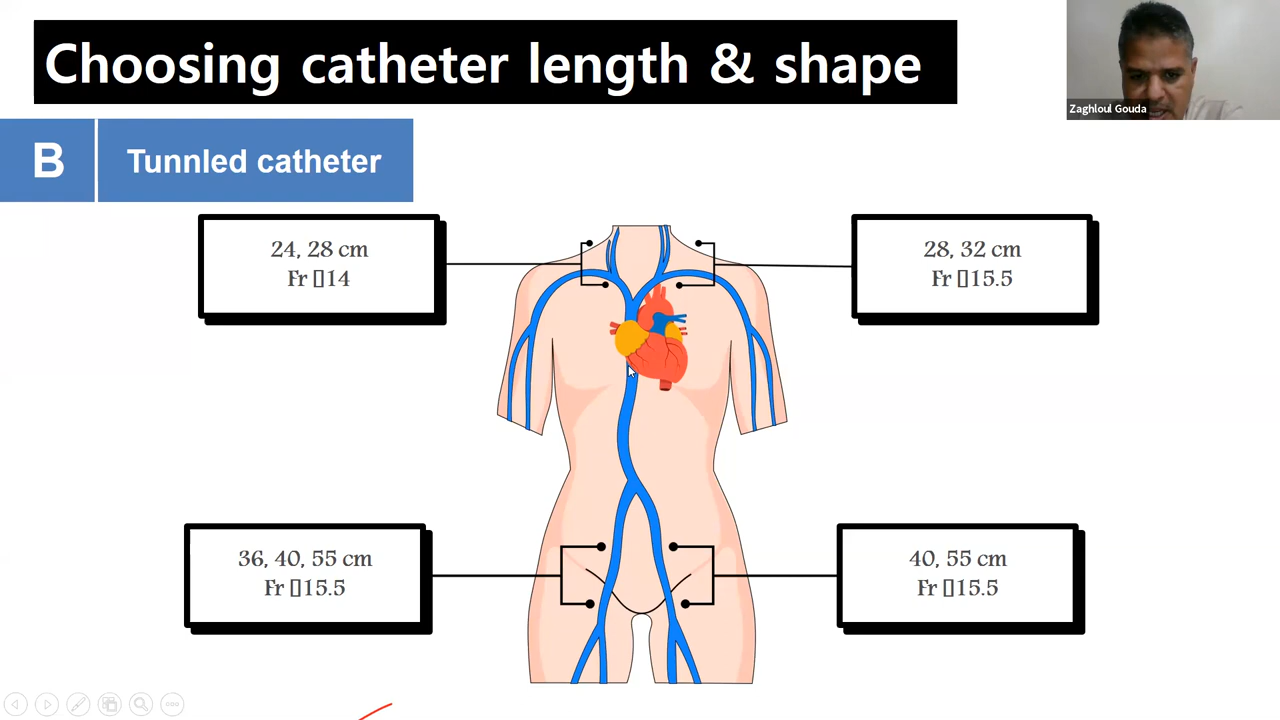 Choosing catheter length & shape
Zaghloul Gouda
B
Tunnled catheter
24, 28 cm
Fr ▯14
28, 32 cm
Fr ▯15.5
36, 40, 55 cm
Fr ▯15.5
40, 55 cm
Fr ▯15.5